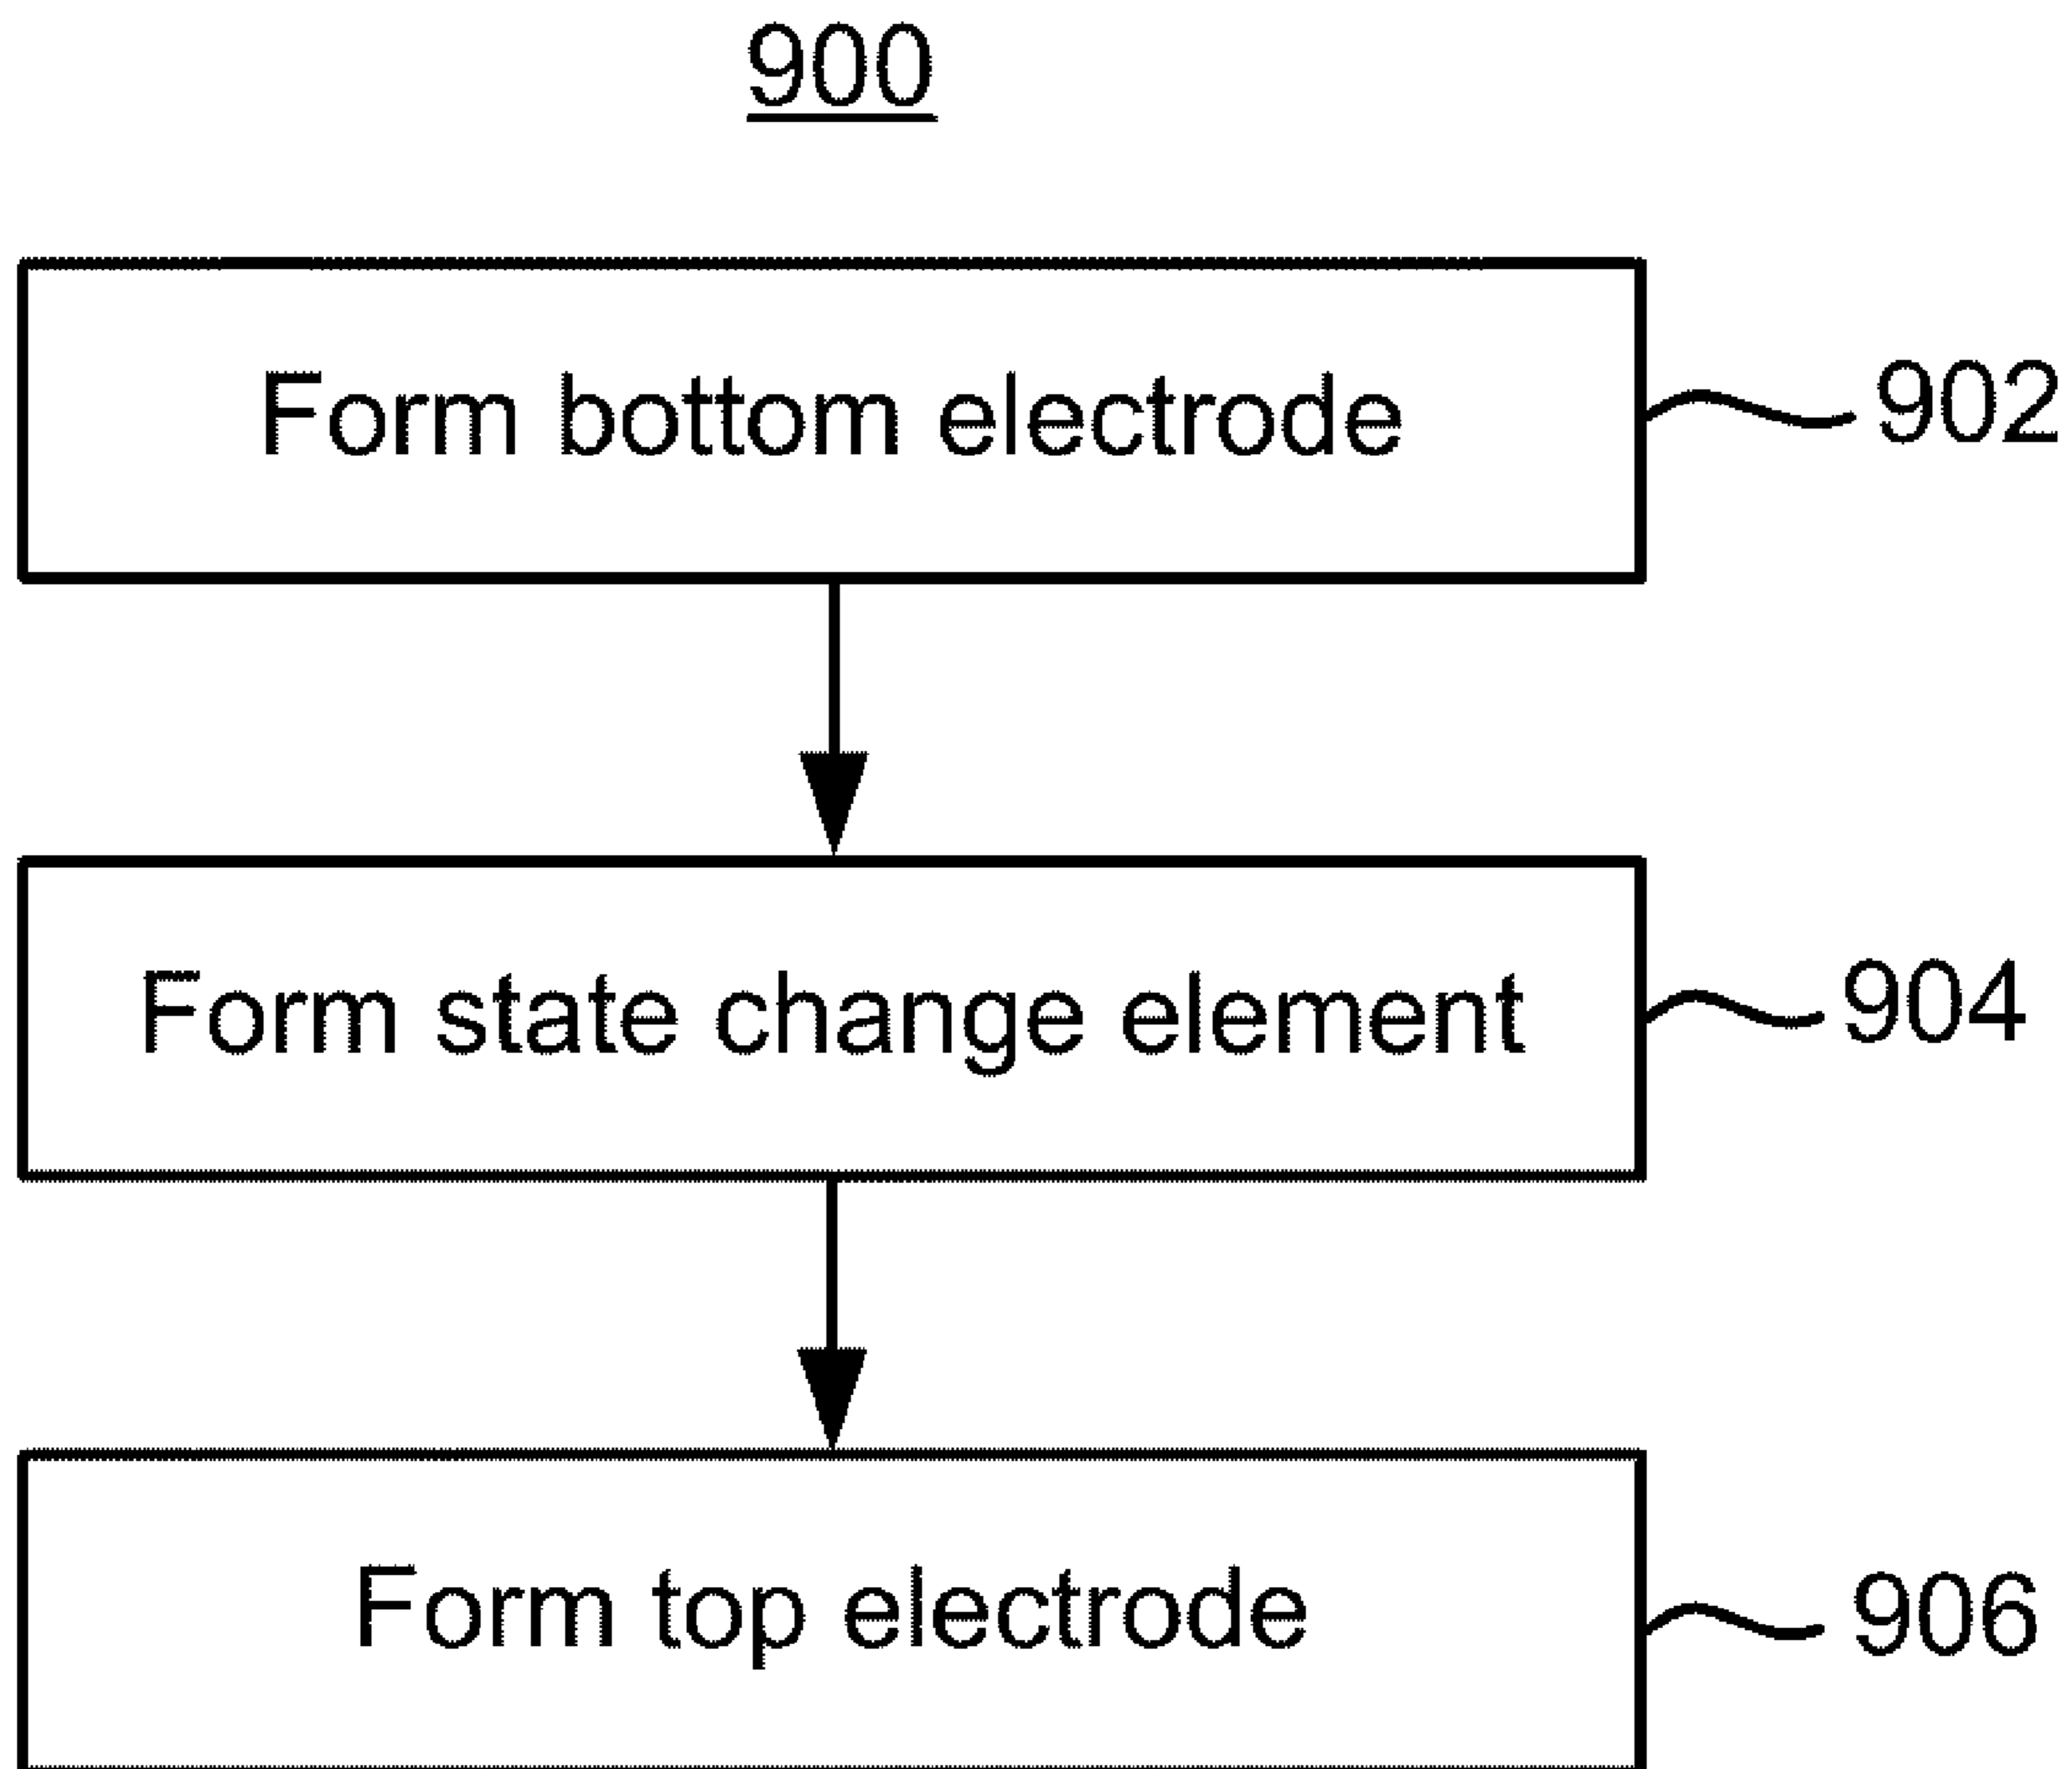 900
Form bottom electrode
902
Form state change element
904
Form top electrode
906